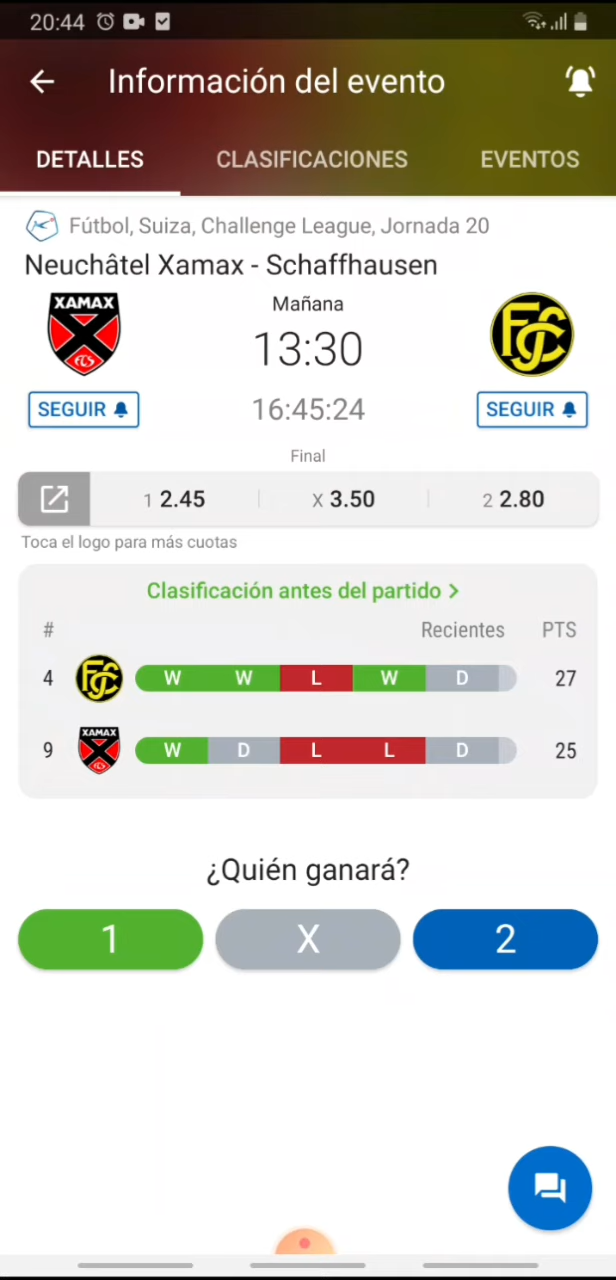 20:44
Información del evento
DETALLES CLASIFICACIONES EVENTOS
Fútbol, Suiza, Challenge League, Jornada 20
Neuchâtel Xamax - Schaffhausen
XAMAX
FCS
Mañana
13:30
FCS
SEGUIR
16:45:24
SEGUIR
Final
1 2.45 X 3.50 2 2.80
Toca el logo para más cuotas
Clasificación antes del partido >
# Recientes PTS
4 W W L W D 27
XAMAX
9 W D L L D 25
¿Quién ganará?
1 X 2